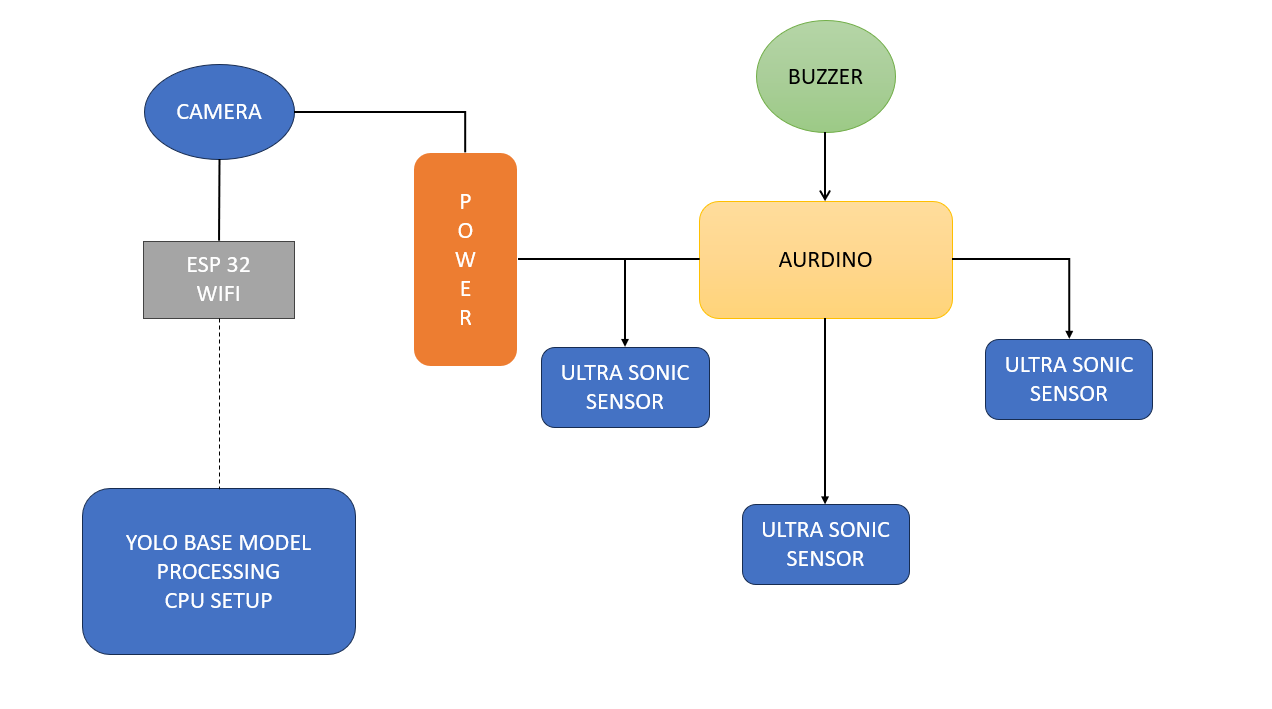 BUZZER
CAMERA
P
O
W
E
R
AURDINO
ESP 32
WIFI
ULTRA SONIC
SENSOR
ULTRA SONIC
SENSOR
ULTRA SONIC
SENSOR
YOLO BASE MODEL
PROCESSING
CPU SETUP